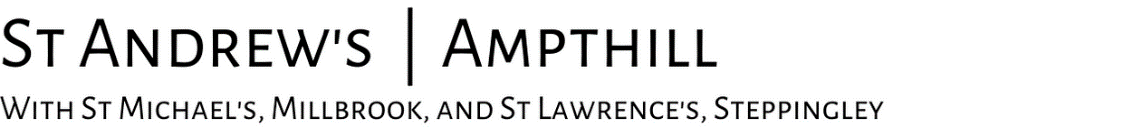 St Andrew's | Ampthill
With St Michael's, Millbrook, and St Lawrence's, Steppingley